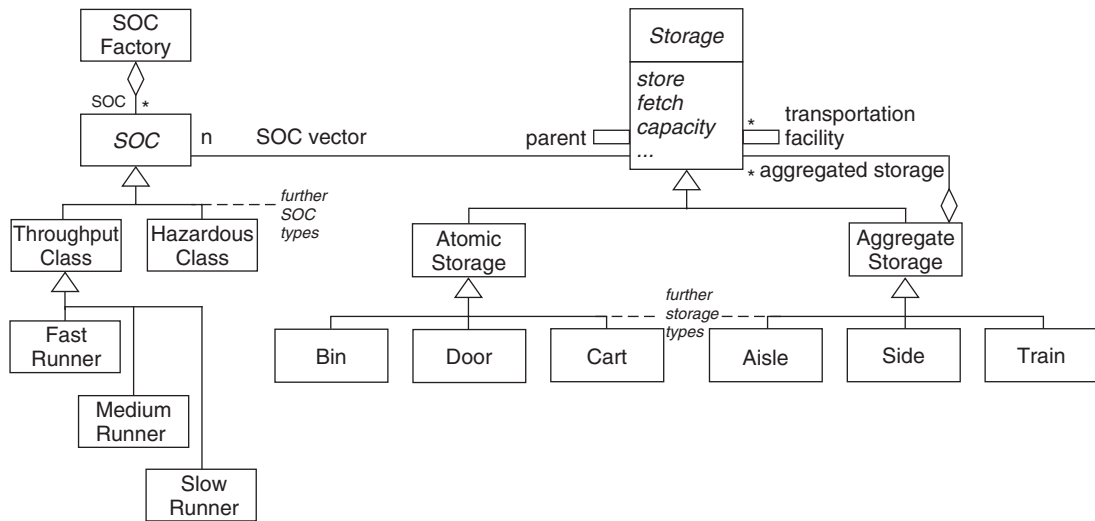 SOC
Factory
SOC *
SOC
n SOC vector
Storage
store
fetch
capacity
...
parent
* transportation
facility
* aggregated storage
further
SOC
types
Throughput
Class
Hazardous
Class
Atomic
Storage
Aggregate
Storage
Fast
Runner
Medium
Runner
Slow
Runner
further
storage
types
Bin
Door
Cart
Aisle
Side
Train